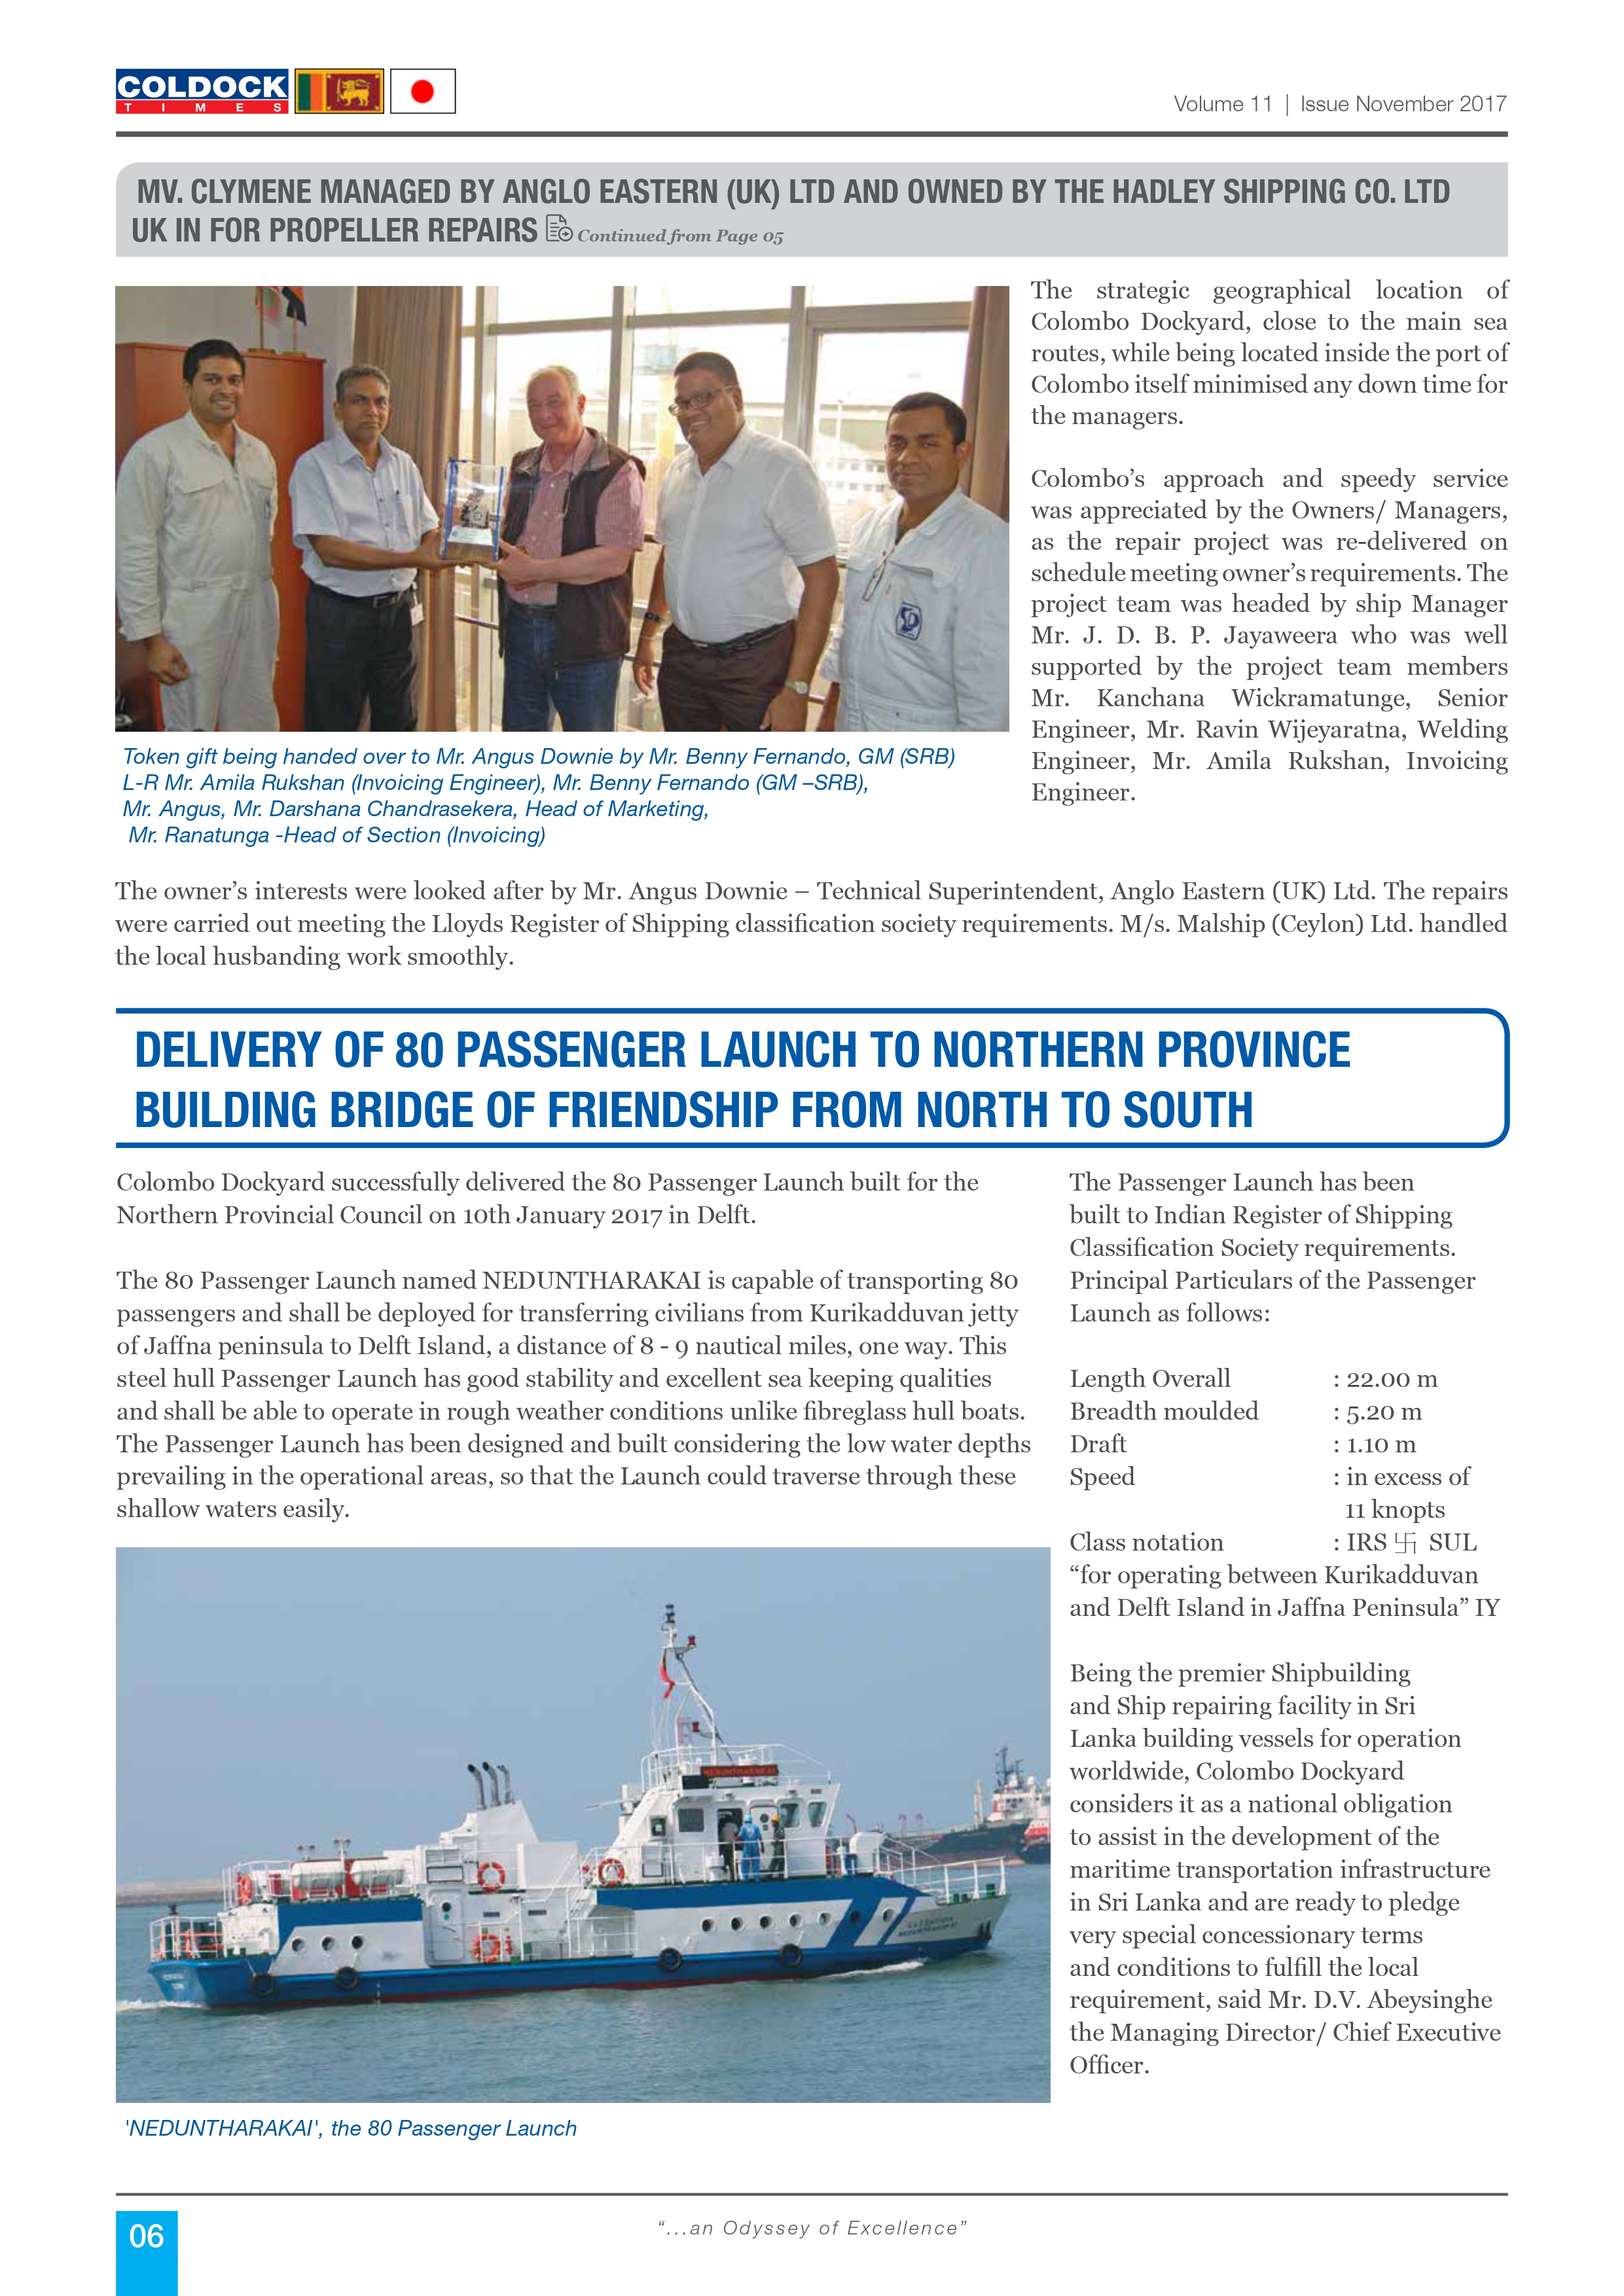 COLDOCK
TIMES
Volume 11 | Issue November 2017
MV. CLYMENE MANAGED BY ANGLO EASTERN (UK) LTD AND OWNED BY THE HADLEY SHIPPING CO. LTD
UK IN FOR PROPELLER REPAIRS Continued from Page 05
The strategic geographical location of
Colombo Dockyard, close to the main sea
routes, while being located inside the port of
Colombo itself minimised any down time for
the managers.
Colombo’s approach and speedy service
was appreciated by the Owners/ Managers,
as the repair project was re-delivered on
schedule meeting owner’s requirements. The
project team was headed by ship Manager
Mr. J. D. B. P. Jayaweera who was well
supported by the project team members
Mr. Kanchana Wickramatunge, Senior
Engineer, Mr. Ravin Wijeyaratna, Welding
Engineer, Mr. Amila Rukshan, Invoicing
Engineer.
Token gift being handed over to Mr. Angus Downie by Mr. Benny Fernando, GM (SRB)
L-R Mr. Amila Rukshan (Invoicing Engineer), Mr. Benny Fernando (GM –SRB),
Mr. Angus, Mr. Darshana Chandrasekera, Head of Marketing,
Mr. Ranatunga -Head of Section (Invoicing)
The owner’s interests were looked after by Mr. Angus Downie – Technical Superintendent, Anglo Eastern (UK) Ltd. The repairs
were carried out meeting the Lloyds Register of Shipping classification society requirements. M/s. Malship (Ceylon) Ltd. handled
the local husbanding work smoothly.
DELIVERY OF 80 PASSENGER LAUNCH TO NORTHERN PROVINCE
BUILDING BRIDGE OF FRIENDSHIP FROM NORTH TO SOUTH
Colombo Dockyard successfully delivered the 80 Passenger Launch built for the
Northern Provincial Council on 10th January 2017 in Delft.
The 80 Passenger Launch named NEDUNTHARAKAI is capable of transporting 80
passengers and shall be deployed for transferring civilians from Kurikadduvan jetty
of Jaffna peninsula to Delft Island, a distance of 8 - 9 nautical miles, one way. This
steel hull Passenger Launch has good stability and excellent sea keeping qualities
and shall be able to operate in rough weather conditions unlike fibreglass hull boats.
The Passenger Launch has been designed and built considering the low water depths
prevailing in the operational areas, so that the Launch could traverse through these
shallow waters easily.
NEDUNTHARAKAI
'NEDUNTHARAKAI', the 80 Passenger Launch
The Passenger Launch has been
built to Indian Register of Shipping
Classification Society requirements.
Principal Particulars of the Passenger
Launch as follows:
Length Overall : 22.00 m
Breadth moulded : 5.20 m
Draft : 1.10 m
Speed : in excess of
11 knopts
Class notation : IRS 卐 SUL
“for operating between Kurikadduvan
and Delft Island in Jaffna Peninsula” IY
Being the premier Shipbuilding
and Ship repairing facility in Sri
Lanka building vessels for operation
worldwide, Colombo Dockyard
considers it as a national obligation
to assist in the development of the
maritime transportation infrastructure
in Sri Lanka and are ready to pledge
very special concessionary terms
and conditions to fulfill the local
requirement, said Mr. D.V. Abeysinghe
the Managing Director/ Chief Executive
Officer.
06
“...an Odyssey of Excellence”